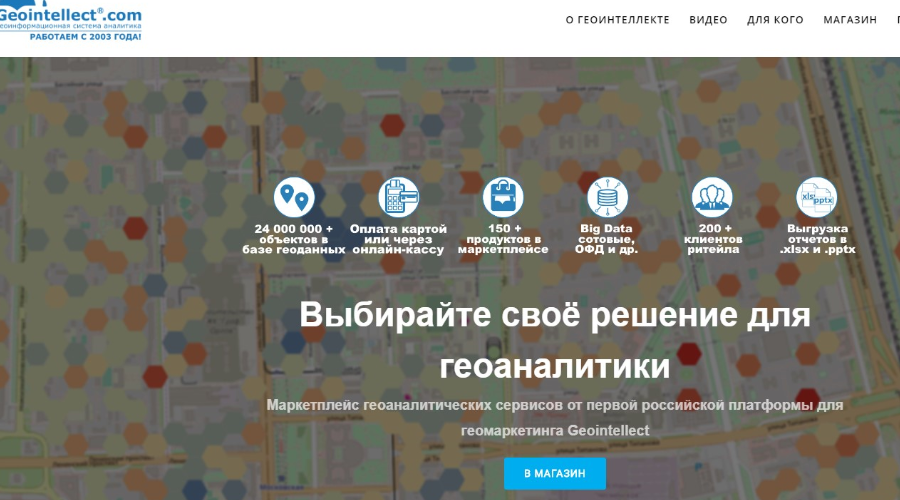 Geointellect®.com
геоинформационная система аналитика
РАБОТАЕМ С 2003 ГОДА!
О ГЕОИНТЕЛЛЕКТЕ ВИДЕО ДЛЯ КОГО МАГАЗИН
24 000 000 +
объектов в
базе геоданных
Оплата картой
или через
онлайн-кассу
150 +
продуктов в
маркетплейсе
Big Data
сотовые,
ОФД и др.
200 +
клиентов
ритейла
xls
pptx
Выгрузка
отчетов в
.xlsx и .pptx
Выбирайте своё решение для
геоаналитики
Маркетплейс геоаналитических сервисов от первой российской платформы для
геомаркетинга Geointellect
В МАГАЗИН